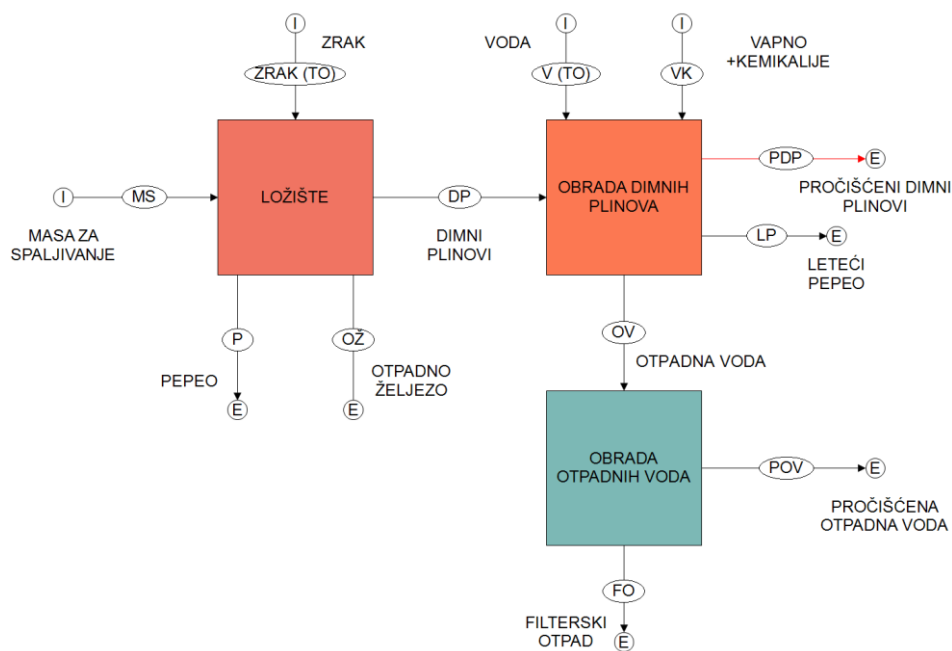 I
ZRAK
ZRAK (TO)
I
VODA
V (TO)
I
VAPNO
+KEMIKALIJE
VK
I
MS
MASA ZA
SPALJIVANJE
LOŽIŠTE
DP
DIMNI
PLINOVI
OBRADA DIMNIH
PLINOVA
PDP
E
PROČIŠĆENI DIMNI
PLINOVI
LP
E
LETEĆI
PEPEO
P
PEPEO
E
OŽ
OTPADNO
ŽELJEZO
E
OV
OTPADNA VODA
OBRADA
OTPADNIH VODA
POV
E
PROČIŠĆENA
OTPADNA VODA
FO
FILTERSKI
OTPAD
E